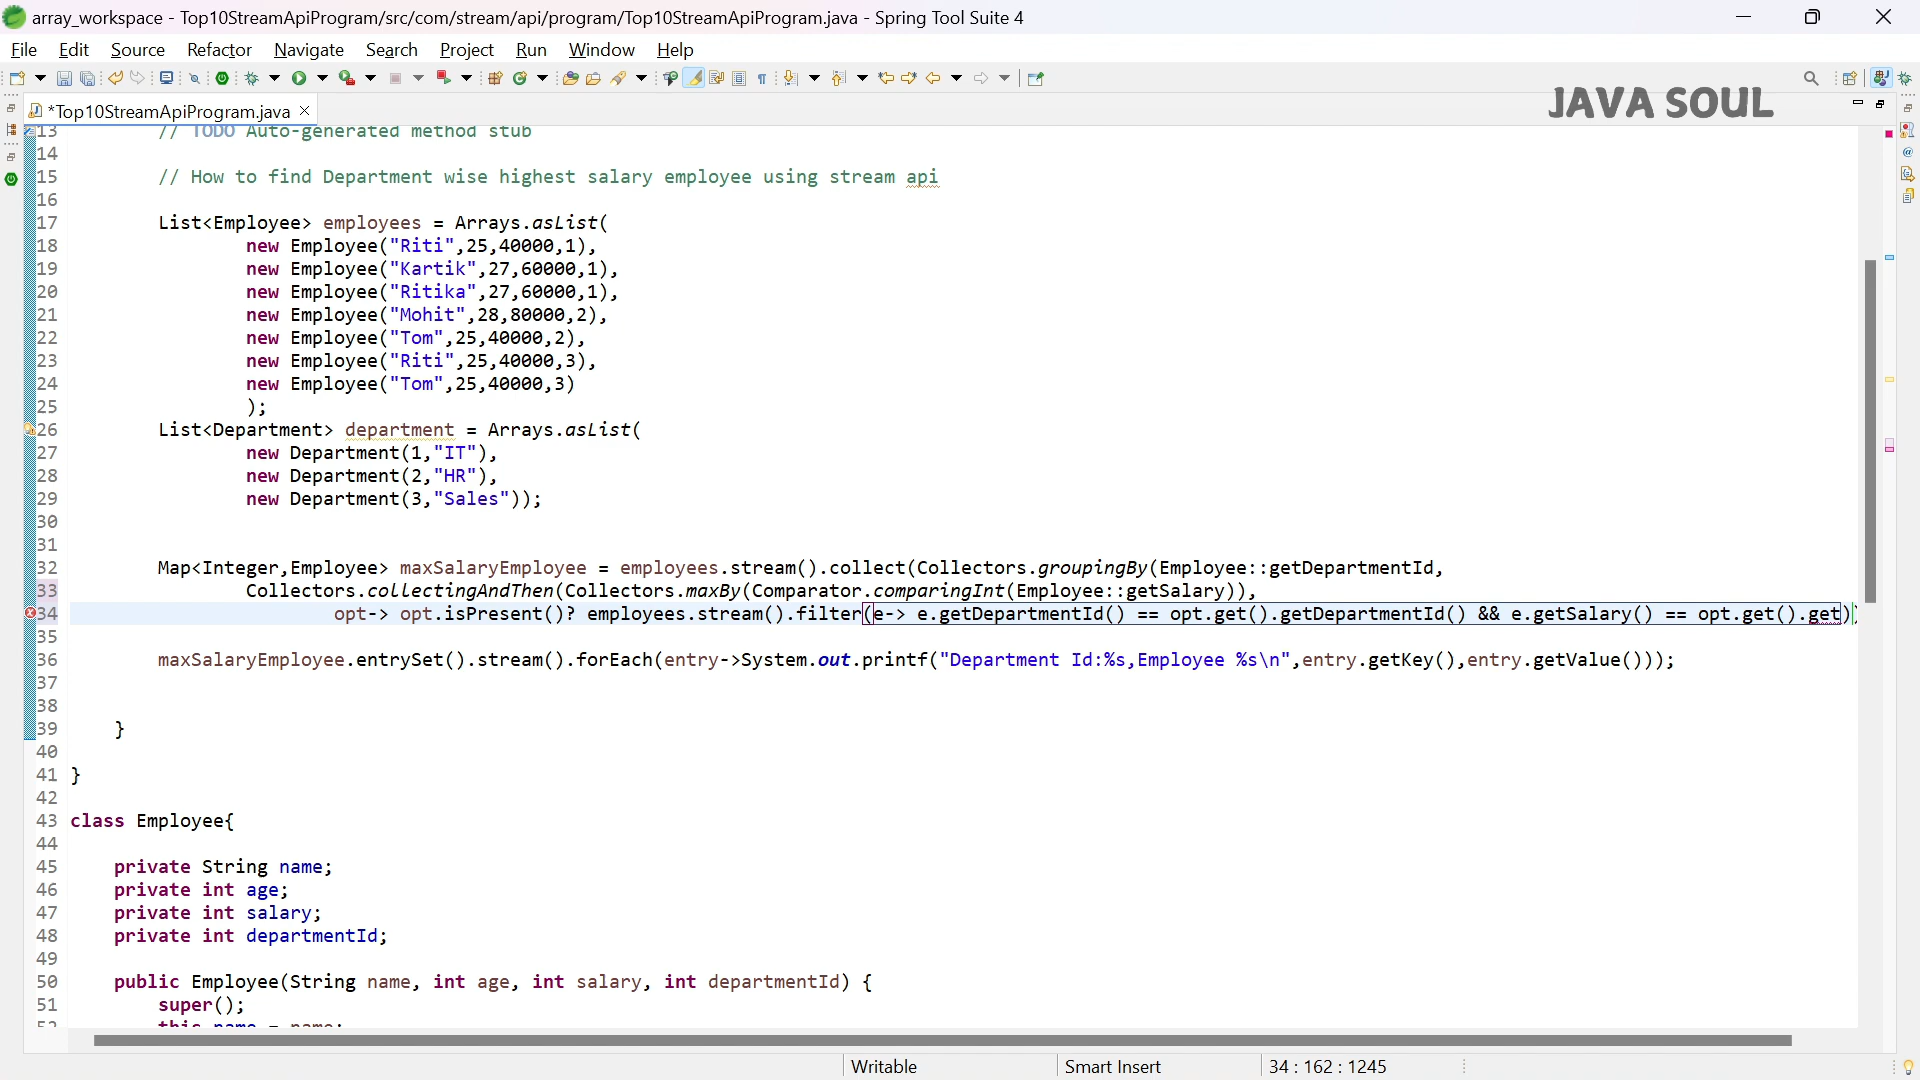 array_workspace - Top10StreamApiProgram/src/com/stream/api/program/Top10StreamApiProgram.java - Spring Tool Suite 4
File Edit Source Refactor Navigate Search Project Run Window Help
*Top10StreamApiProgram.java
JAVA SOUL
13 // TODO Auto-generated method stub
14
15 // How to find Department wise highest salary employee using stream api
16
17 List<Employee> employees = Arrays.asList(
18 new Employee("Riti",25,40000,1),
19 new Employee("Kartik",27,60000,1),
20 new Employee("Ritika",27,60000,1),
21 new Employee("Mohit",28,80000,2),
22 new Employee("Tom",25,40000,2),
23 new Employee("Riti",25,40000,3),
24 new Employee("Tom",25,40000,3)
25 );
26 List<Department> department = Arrays.asList(
27 new Department(1,"IT"),
28 new Department(2,"HR"),
29 new Department(3,"Sales"));
30
31
32 Map<Integer,Employee> maxSalaryEmployee = employees.stream().collect(Collectors.groupingBy(Employee::getDepartmentId,
33 Collectors.collectingAndThen(Collectors.maxBy(Comparator.comparingInt(Employee::getSalary)),
34 opt-> opt.isPresent()? employees.stream().filter(e-> e.getDepartmentId() == opt.get().getDepartmentId() && e.getSalary() == opt.get().get)
35
36 maxSalaryEmployee.entrySet().stream().forEach(entry->System.out.printf("Department Id:%s,Employee %s\n",entry.getKey(),entry.getValue()));
37
38
39 }
40
41 }
42
43 class Employee{
44
45 private String name;
46 private int age;
47 private int salary;
48 private int departmentId;
49
50 public Employee(String name, int age, int salary, int departmentId) {
51 super();
52 this name = name;
Writable Smart Insert 34 : 162 : 1245